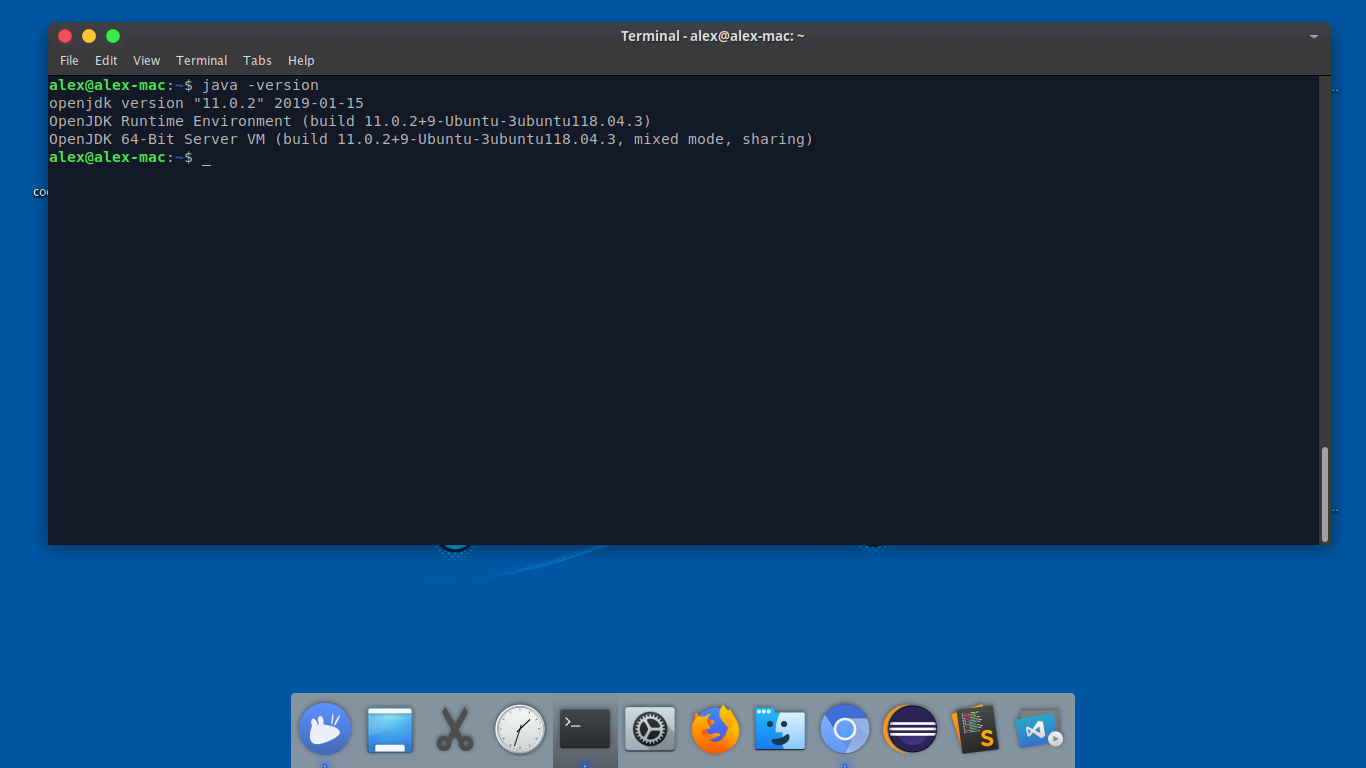 Terminal - alex@alex-mac: ~
File Edit View Terminal Tabs Help
alex@alex-mac:~$ java -version
openjdk version "11.0.2" 2019-01-15
OpenJDK Runtime Environment (build 11.0.2+9-Ubuntu-3ubuntu118.04.3)
OpenJDK 64-Bit Server VM (build 11.0.2+9-Ubuntu-3ubuntu118.04.3, mixed mode, sharing)
alex@alex-mac:~$ _